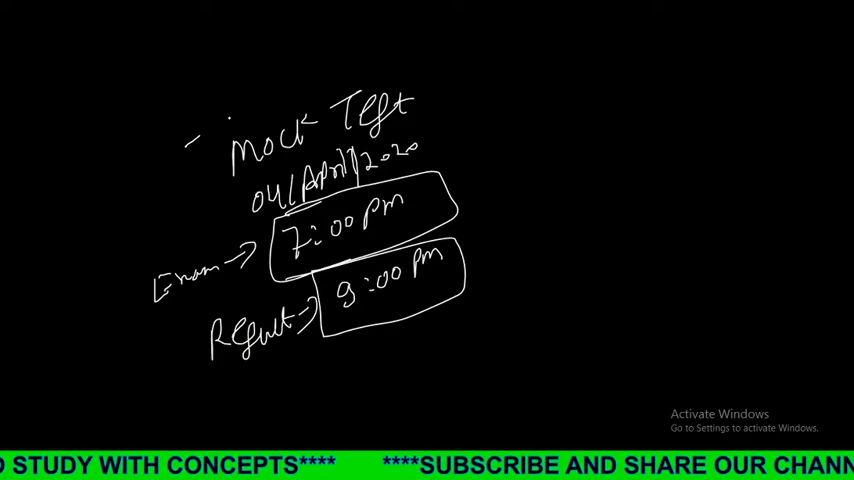 - Mock Test
04/April/2020
7:00 pm
Exam →
9:00 pm
Result →
Activate Windows
Go to Settings to activate Windows.
O STUDY WITH CONCEPTS**** ****SUBSCRIBE AND SHARE OUR CHANN